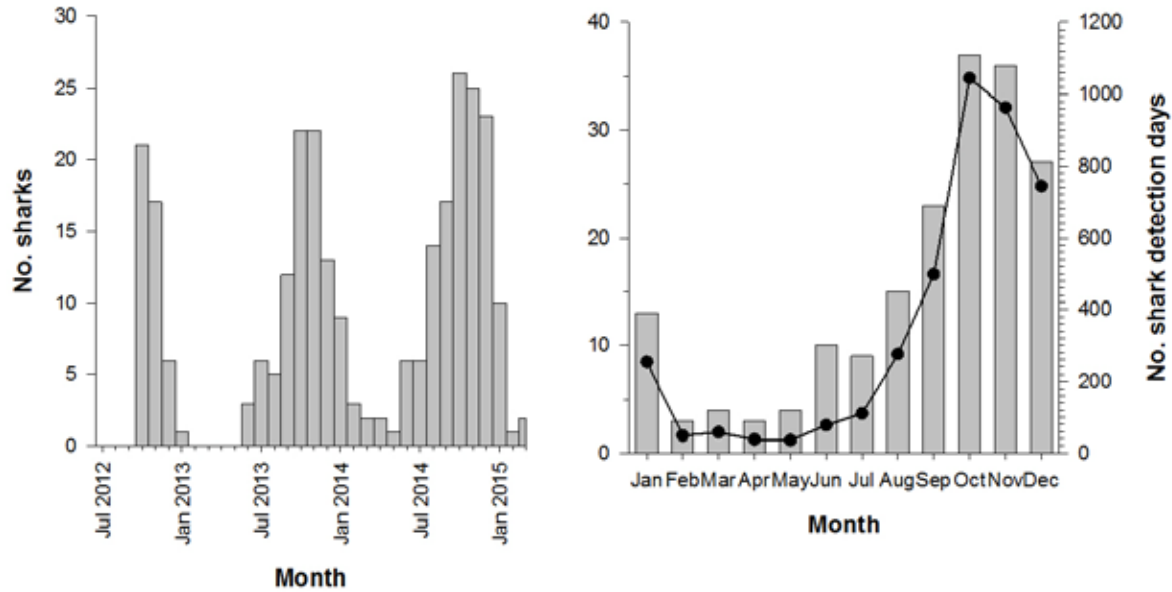 30
25
20
15
10
5
0
No. sharks
Jul 2012
Jan 2013
Jul 2013
Jan 2014
Jul 2014
Jan 2015
Month
40
30
20
10
0
1200
1000
800
600
400
200
0
No. shark detection days
Jan Feb Mar Apr May Jun Jul Aug Sep Oct Nov Dec
Month